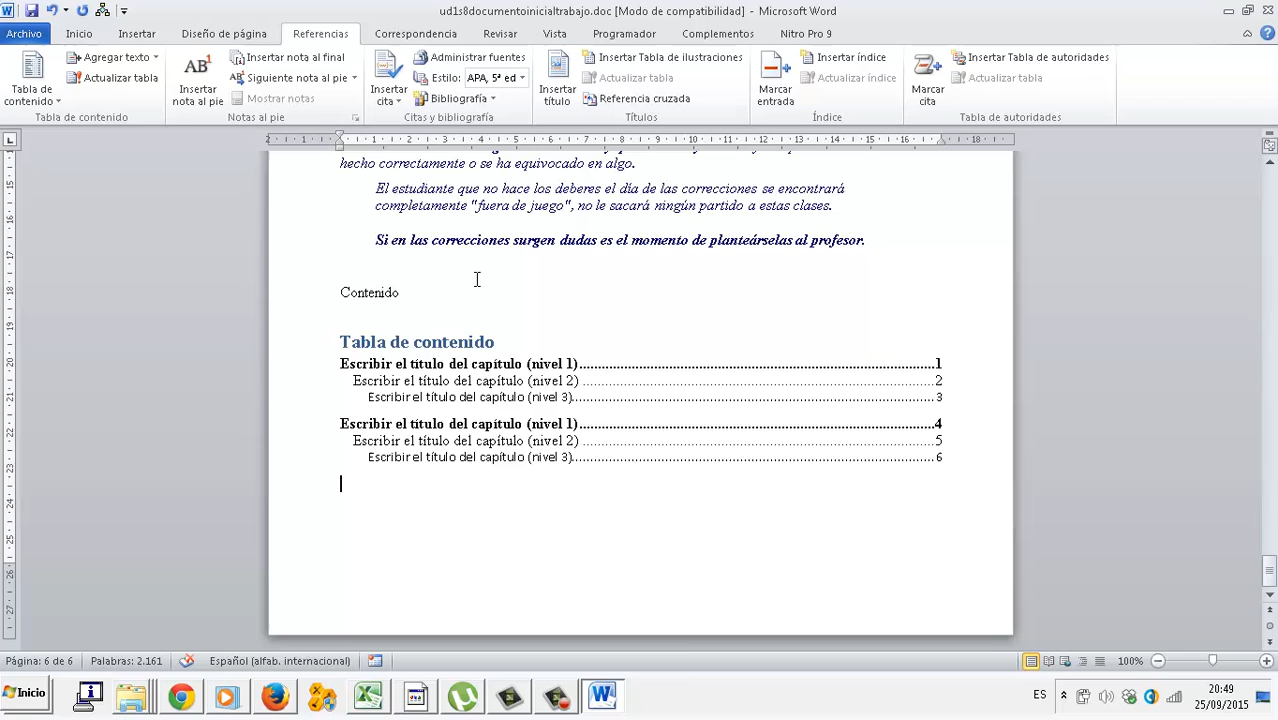 ud1s8documentoinicialtrabajo.doc [Modo de compatibilidad] - Microsoft Word
Archivo Inicio Insertar Diseño de página Referencias Correspondencia Revisar Vista Programador Complementos Nitro Pro 9
Tabla de contenido
Agregar texto
Actualizar tabla
Tabla de contenido
AB1
Insertar nota al pie
Insertar nota al final
Siguiente nota al pie
Mostrar notas
Notas al pie
Insertar cita
Administrar fuentes
Estilo: APA, 5ª ed
Bibliografía
Citas y bibliografía
Insertar título
Insertar Tabla de ilustraciones
Actualizar tabla
Referencia cruzada
Títulos
Marcar entrada
Insertar índice
Actualizar índice
Índice
Marcar cita
Insertar Tabla de autoridades
Actualizar tabla
Tabla de autoridades
hecho correctamente o se ha equivocado en algo.
El estudiante que no hace los deberes el día de las correcciones se encontrará
completamente "fuera de juego", no le sacará ningún partido a estas clases.
Si en las correcciones surgen dudas es el momento de planteárselas al profesor.
Contenido
Tabla de contenido
Escribir el título del capítulo (nivel 1)..........1
Escribir el título del capítulo (nivel 2)..........2
Escribir el título del capítulo (nivel 3)..........3
Escribir el título del capítulo (nivel 1)..........4
Escribir el título del capítulo (nivel 2)..........5
Escribir el título del capítulo (nivel 3)..........6
Página: 6 de 6 Palabras: 2.161 Español (alfab. internacional) 100%
Inicio ES 20:49
25/09/2015